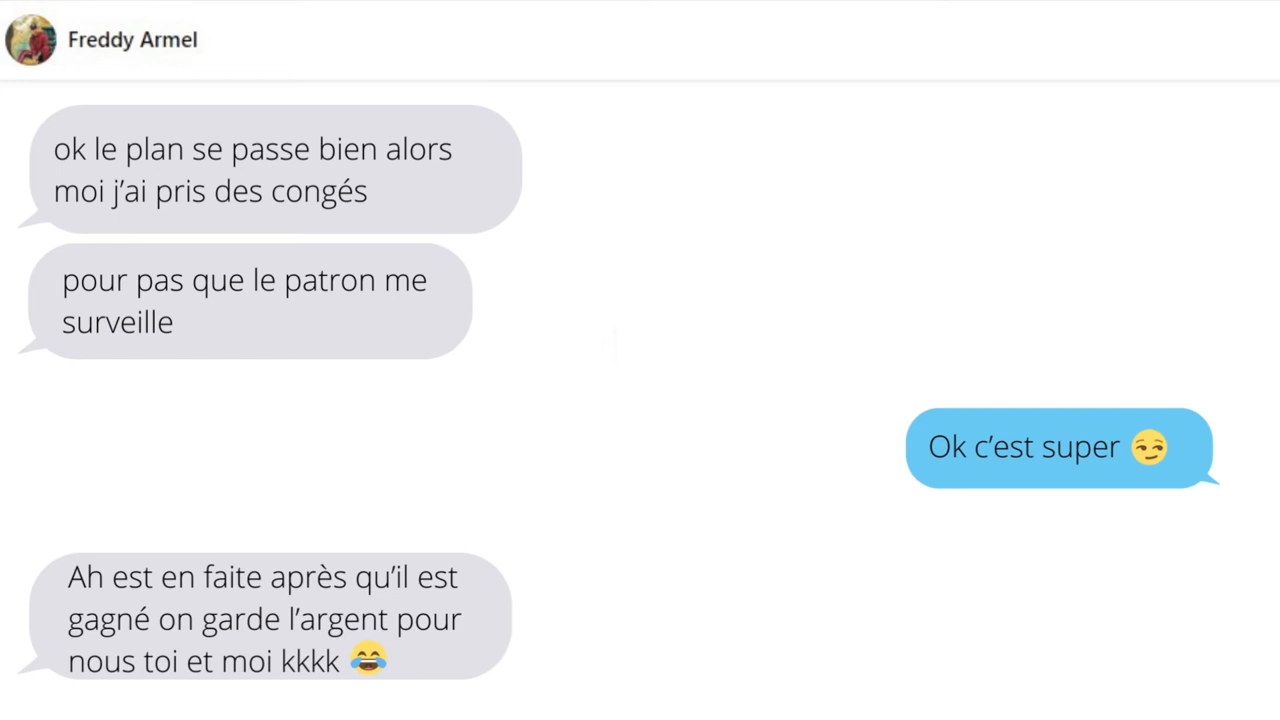 Freddy Armel
ok le plan se passe bien alors
moi j’ai pris des congés
pour pas que le patron me
surveille
Ok c’est super 😏
Ah est en faite après qu’il est
gagné on garde l’argent pour
nous toi et moi kkkk 😂